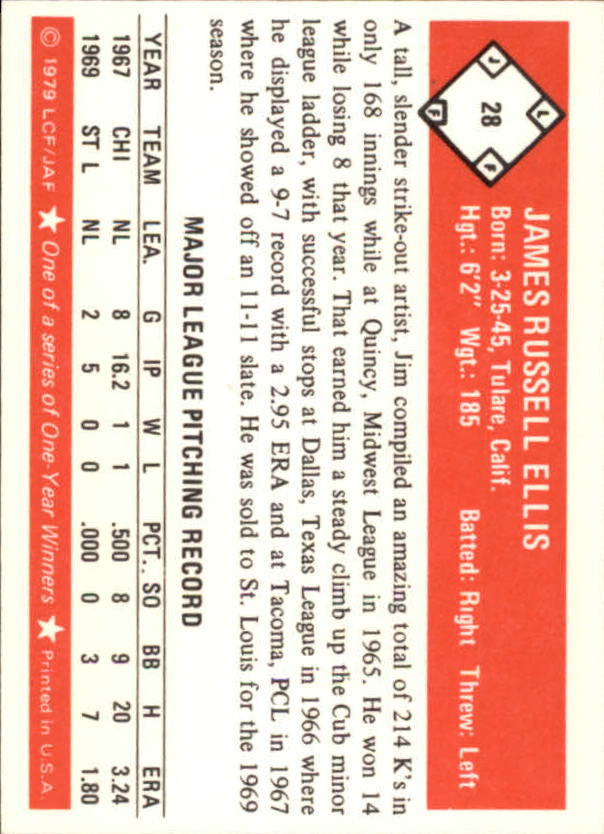 JAMES RUSSELL ELLIS
Born: 3-25-45, Tulare, Calif.
Hgt.: 6'2" Wgt.: 185 Batted: Right Threw: Left
L
J
28
F
F
A tall, slender strike-out artist, Jim compiled an amazing total of 214 K's in
only 168 innings while at Quincy, Midwest League in 1965. He won 14
while losing 8 that year. That earned him a steady climb up the Cub minor
league ladder, with successful stops at Dallas, Texas League in 1966 where
he displayed a 9-7 record with a 2.95 ERA and at Tacoma, PCL in 1967
where he showed off an 11-11 slate. He was sold to St. Louis for the 1969
season.
MAJOR LEAGUE PITCHING RECORD
YEAR TEAM LEA. G IP W L PCT.. SO BB H ERA
1967 CHI NL 8 16.2 1 1 .500 8 9 20 3.24
1969 ST L NL 2 5 0 0 .000 0 3 7 1.80
© 1979 LCF/JAF ★ One of a series of One-Year Winners ★ Printed in U.S.A.